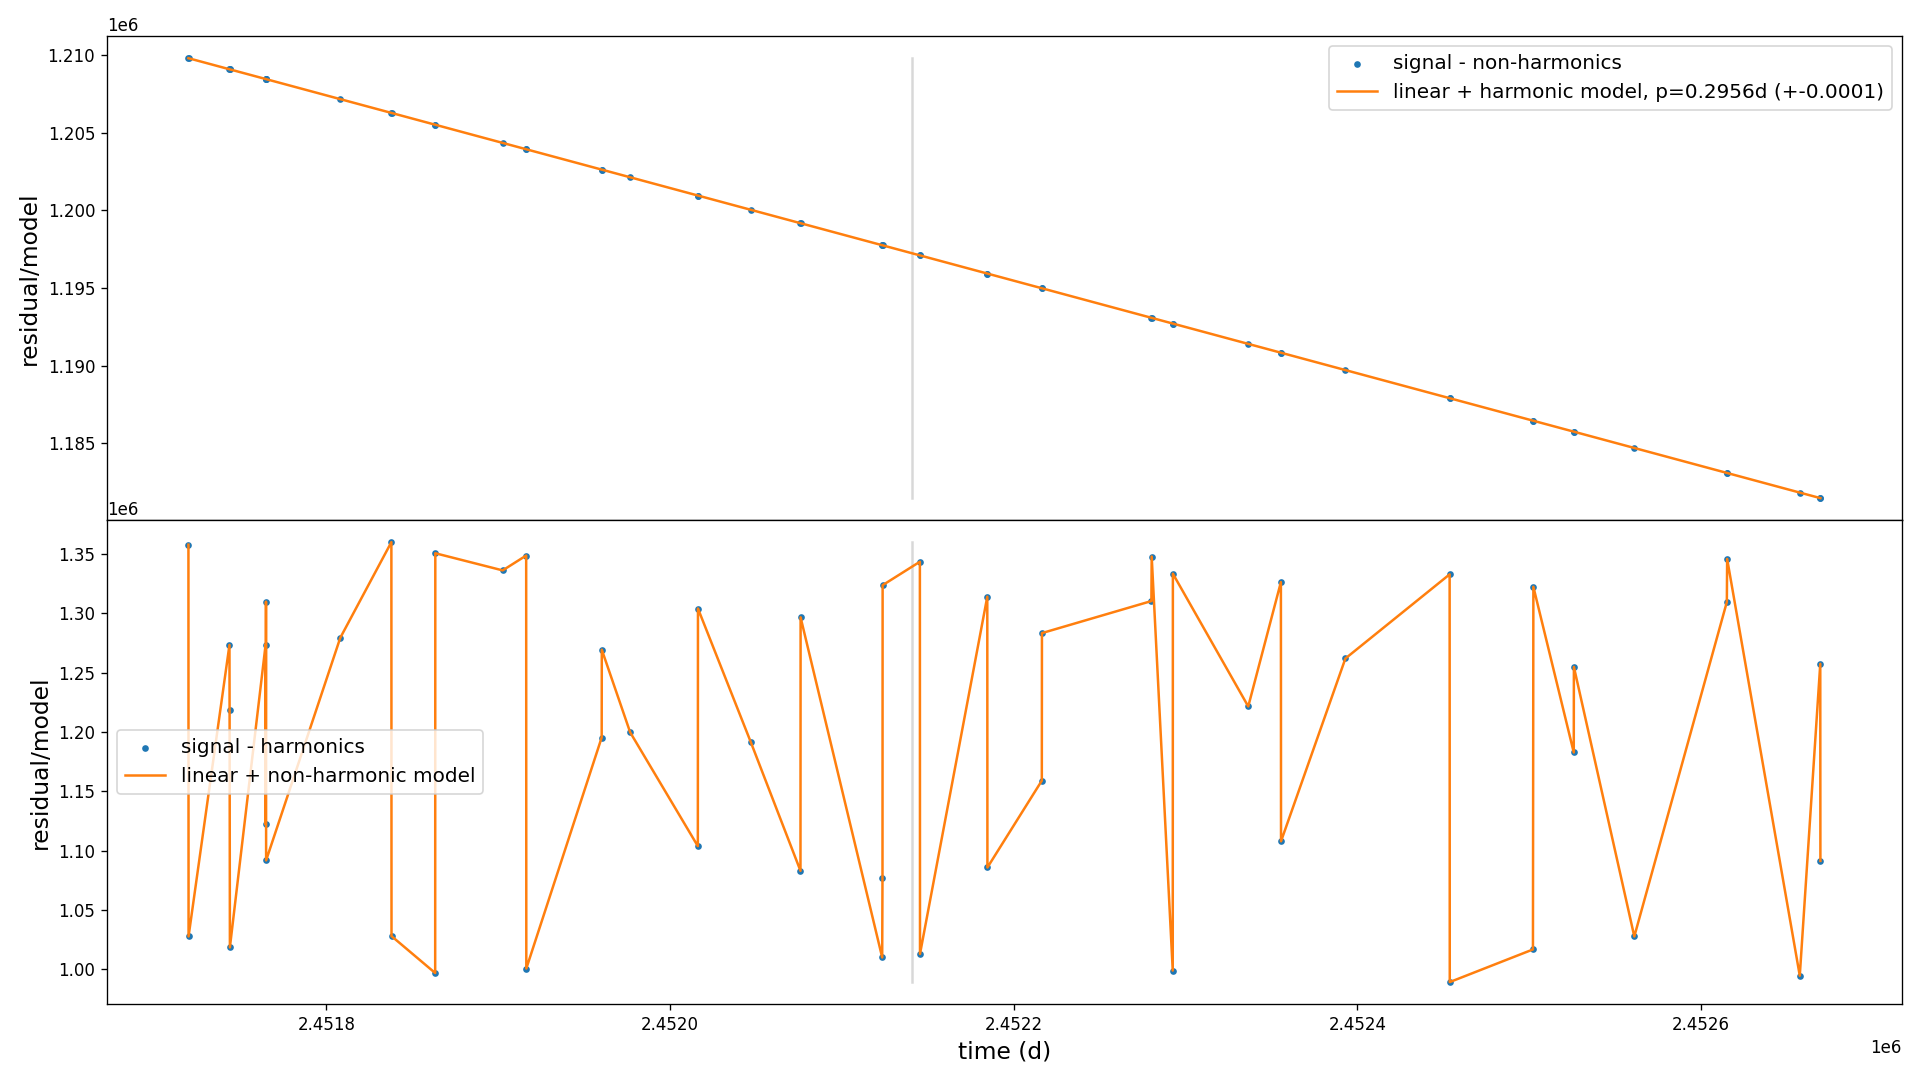 1e6
1.210
1.205
1.200
1.195
1.190
1.185
residual/model
signal - non-harmonics
linear + harmonic model, p=0.2956d (+-0.0001)
1e6
1.35
1.30
1.25
1.20
1.15
1.10
1.05
1.00
residual/model
signal - harmonics
linear + non-harmonic model
2.4518
2.4520
2.4522
2.4524
2.4526
1e6
time (d)